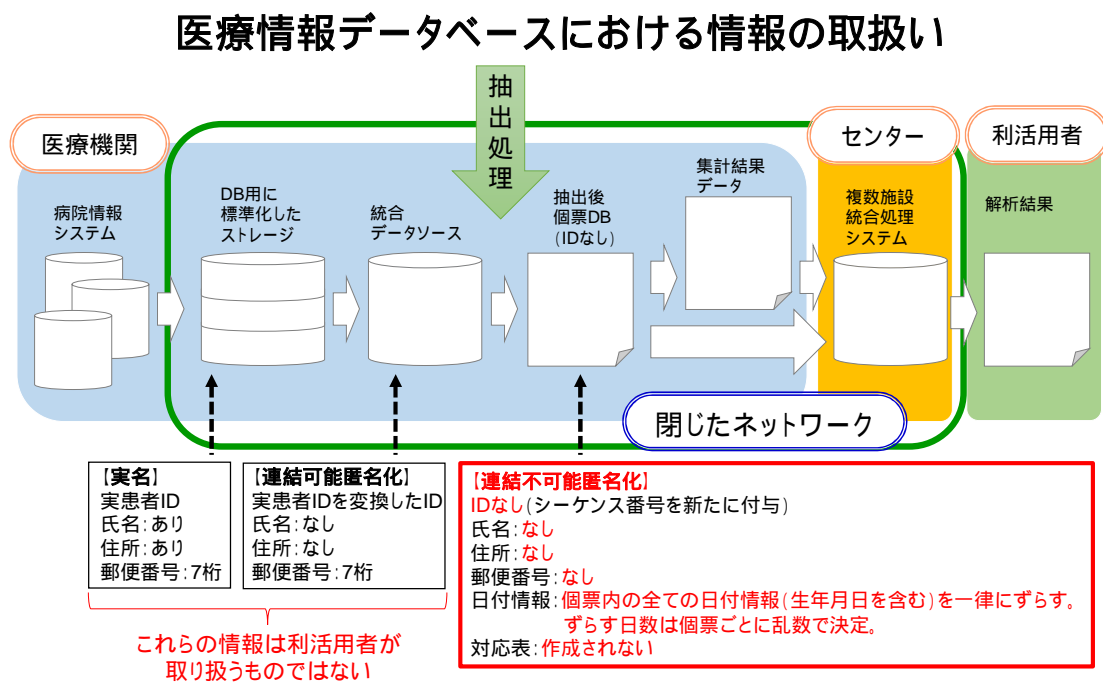 医療情報データベースにおける情報の取扱い
抽出処理
医療機関
センター
利活用者
病院情報
システム
DB用に
標準化した
ストレージ
統合
データソース
抽出後
個票DB
(IDなし)
集計結果
データ
複数施設
統合処理
システム
解析結果
閉じたネットワーク
【実名】
実患者ID
氏名:あり
住所:あり
郵便番号:7桁
【連結可能匿名化】
実患者IDを変換したID
氏名:なし
住所:なし
郵便番号:7桁
【連結不可能匿名化】
IDなし(シーケンス番号を新たに付与)
氏名:なし
住所:なし
郵便番号:なし
日付情報:個票内の全ての日付情報(生年月日を含む)を一律にずらす。
ずらす日数は個票ごとに乱数で決定。
対応表:作成されない
これらの情報は利活用者が
取り扱うものではない